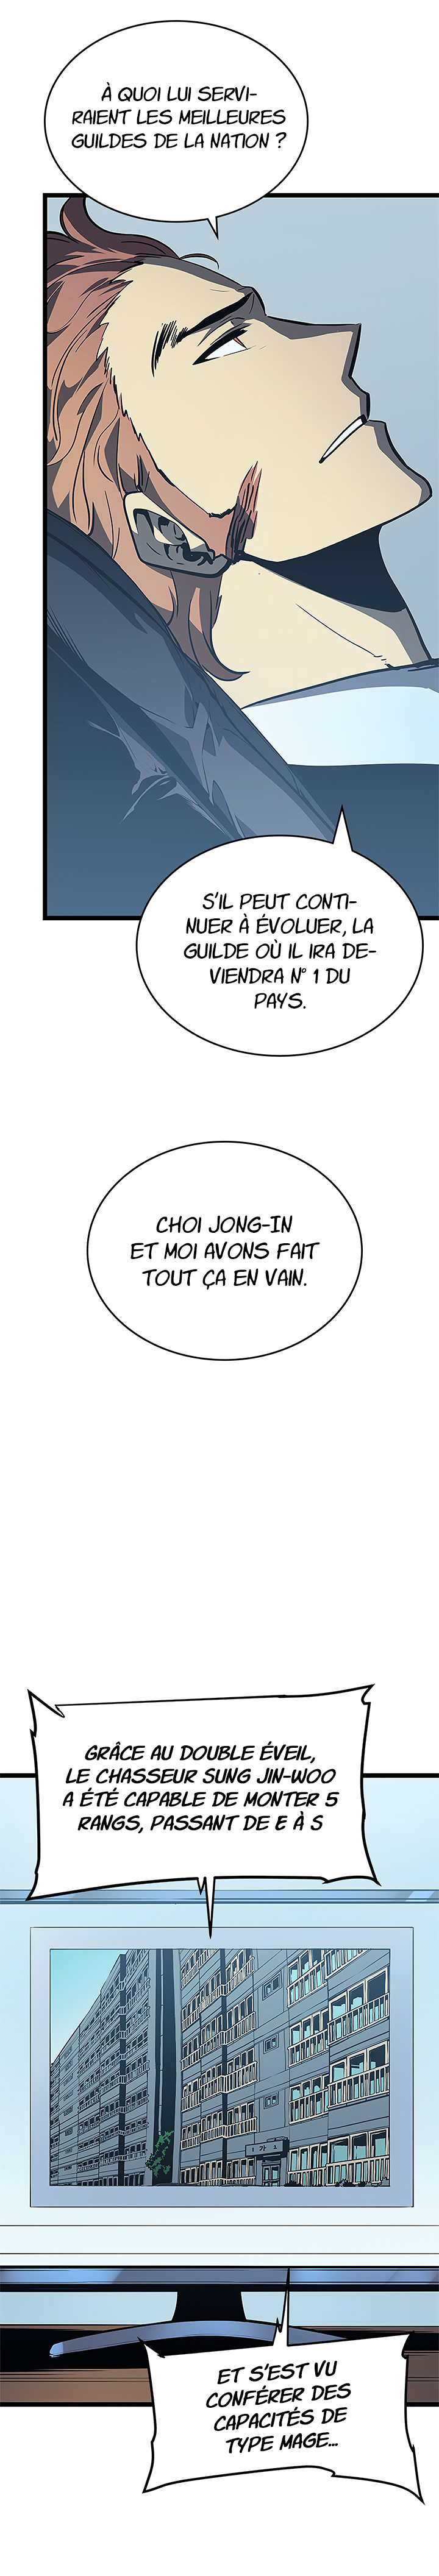 À QUOI LUI SERVI-
RAIENT LES MEILLEURES
GUILDES DE LA NATION ?
S'IL PEUT CONTI-
NUER À ÉVOLUER, LA
GUILDE OÙ IL IRA DE-
VIENDRA N° 1 DU
PAYS.
CHOI JONG-IN
ET MOI AVONS FAIT
TOUT ÇA EN VAIN.
GRÂCE AU DOUBLE ÉVEIL,
LE CHASSEUR SUNG JIN-WOO
A ÉTÉ CAPABLE DE MONTER 5
RANGS, PASSANT DE E À S
ET S'EST VU
CONFÉRER DES
CAPACITÉS DE
TYPE MAGE...